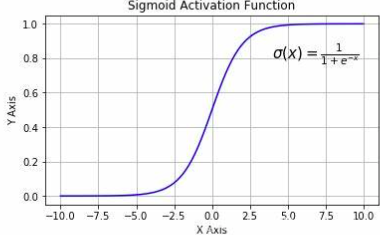 Sigmoid Activation Function
1.0
σ(x) = 1 / (1 + e^{-x})
0.8
0.6
Y Axis
0.4
0.2
0.0
−10.0 −7.5 −5.0 −2.5 0.0 2.5 5.0 7.5 10.0
X Axis